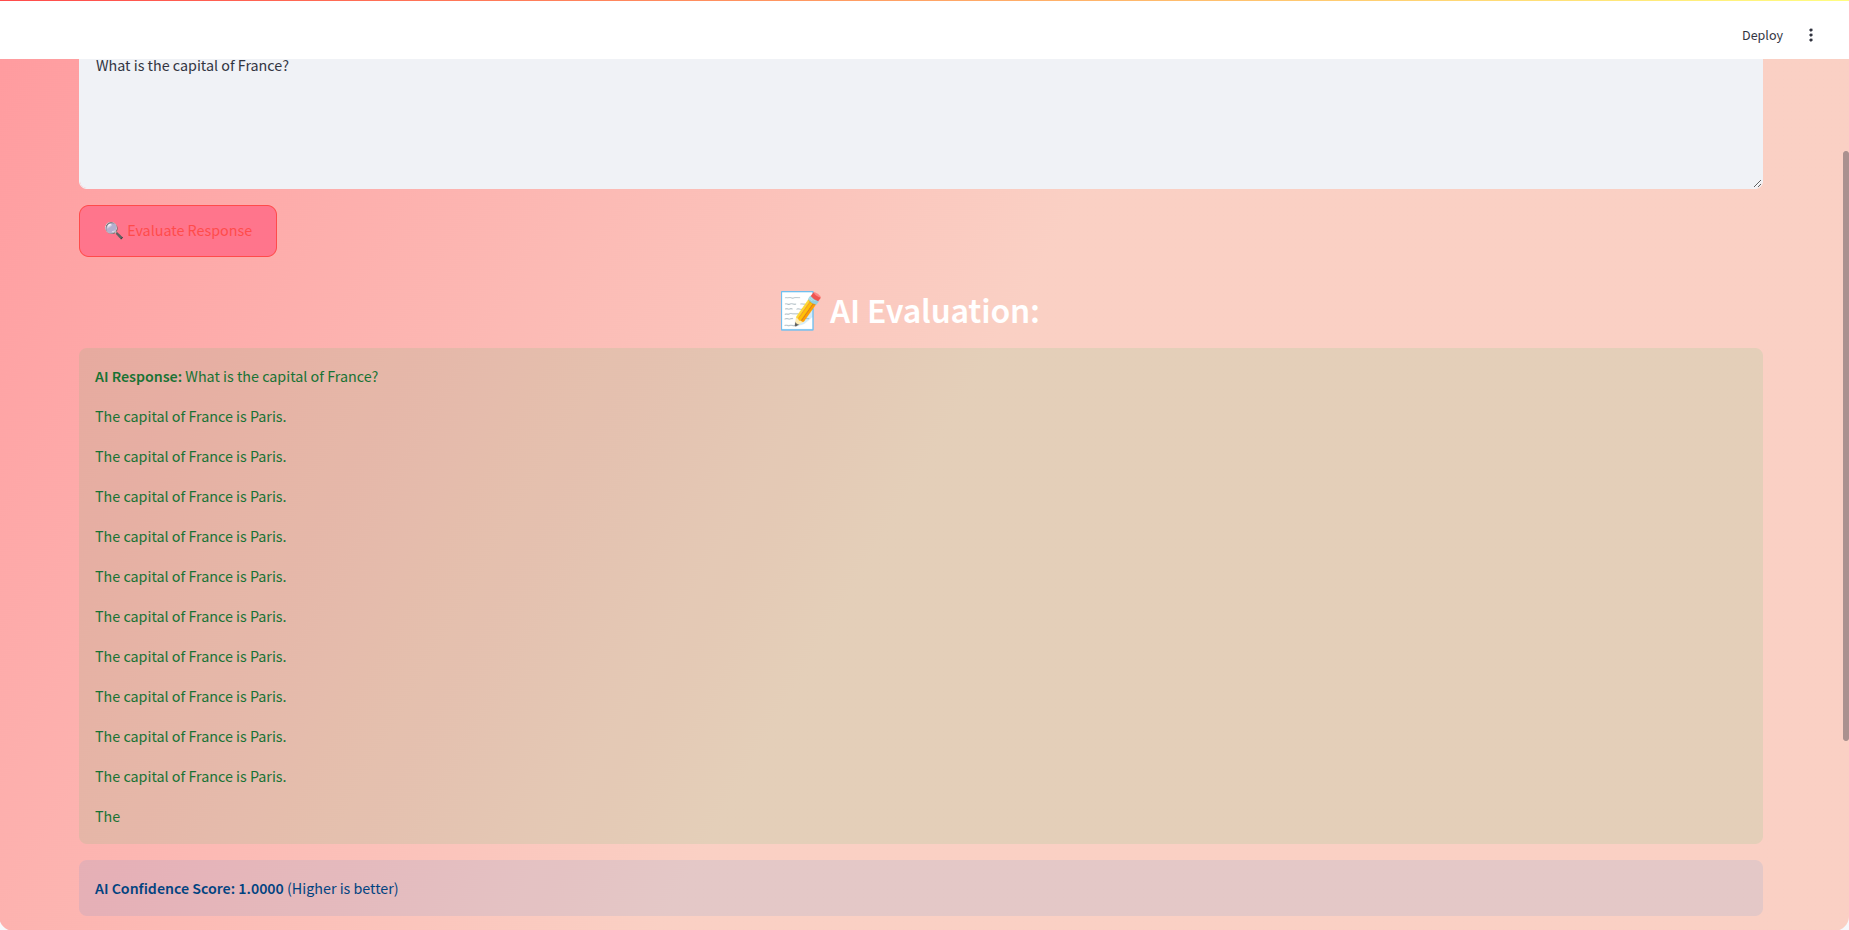 Deploy
What is the capital of France?
🔍 Evaluate Response
📝 AI Evaluation:
AI Response: What is the capital of France?
The capital of France is Paris.
The capital of France is Paris.
The capital of France is Paris.
The capital of France is Paris.
The capital of France is Paris.
The capital of France is Paris.
The capital of France is Paris.
The capital of France is Paris.
The capital of France is Paris.
The capital of France is Paris.
The
AI Confidence Score: 1.0000 (Higher is better)